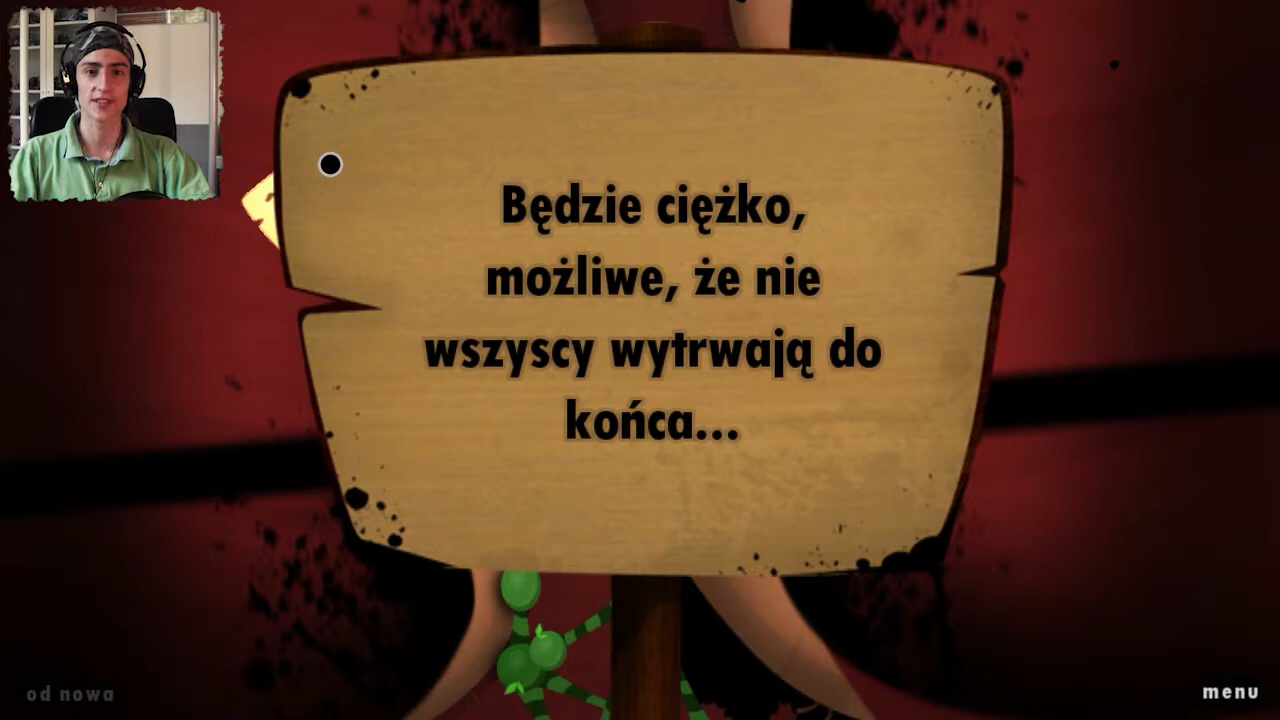 Będzie ciężko,
możliwe, że nie
wszyscy wytrwają do
końca...
od nowa
menu